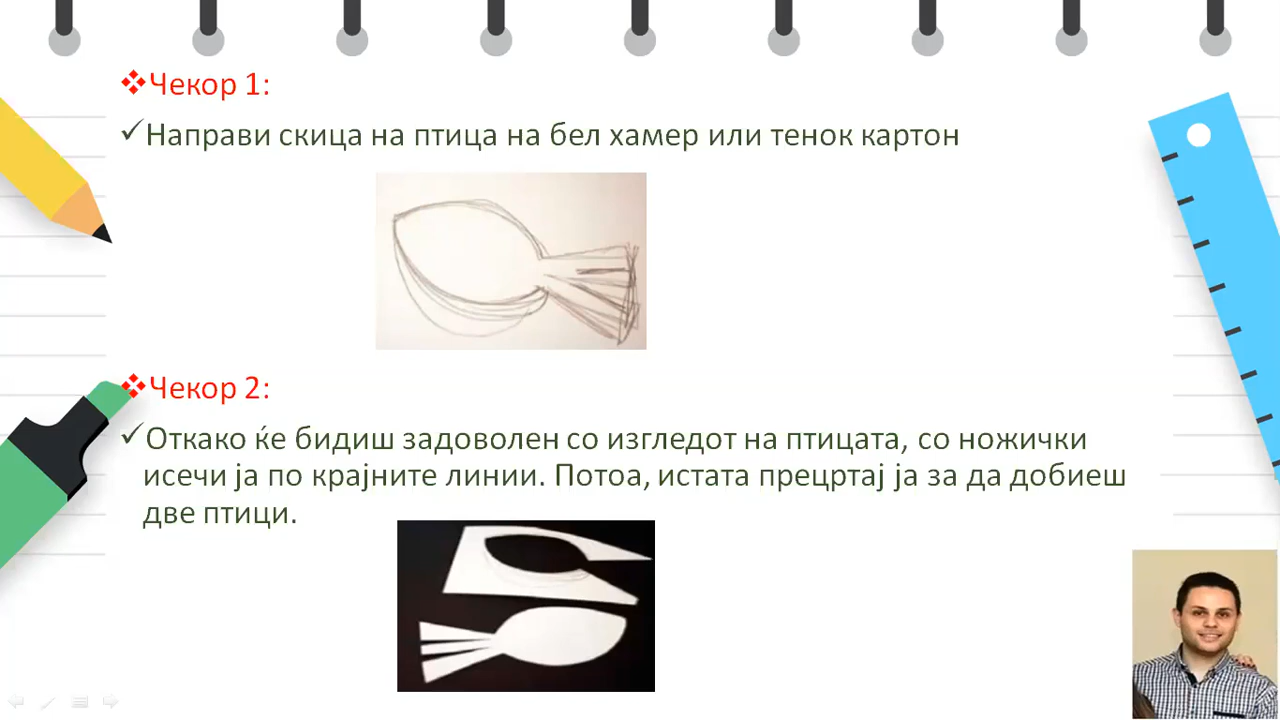 Чекор 1:
Направи скица на птица на бел хамер или тенок картон
Чекор 2:
Откако ќе бидиш задоволен со изгледот на птицата, со ножички
исечи ја по крајните линии. Потоа, истата прецртај ја за да добиеш
две птици.